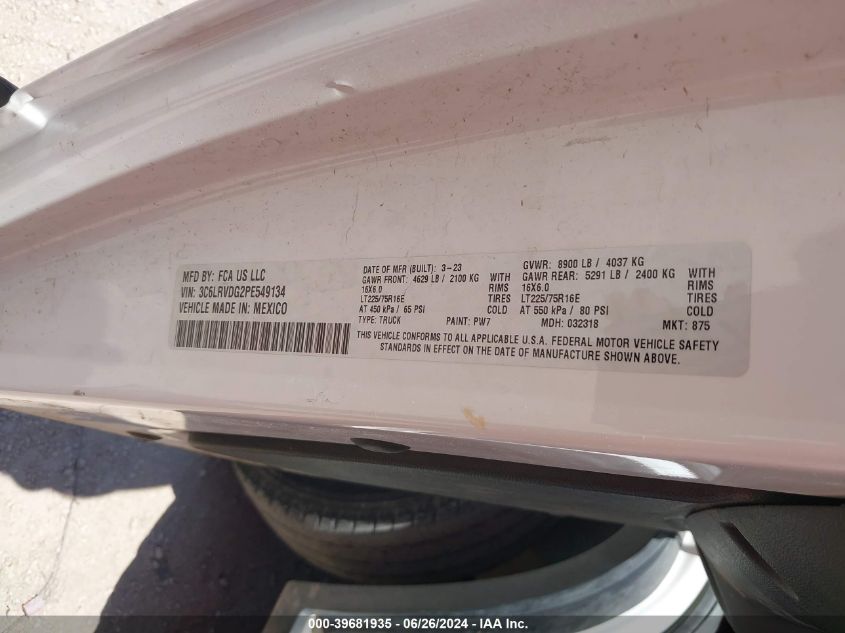 MFD BY: FCA US LLC
VIN: 3C6LRVDG2PE549134
VEHICLE MADE IN: MEXICO
DATE OF MFR (BUILT): 3-23
GAWR FRONT: 4629 LB / 2100 KG WITH
16X6.0 RIMS
LT225/75R16E TIRES
AT 450 kPa / 65 PSI COLD
TYPE: TRUCK PAINT: PW7
GVWR: 8900 LB / 4037 KG
GAWR REAR: 5291 LB / 2400 KG WITH
16X6.0 RIMS
LT225/75R16E TIRES
AT 550 kPa / 80 PSI COLD
MDH: 032318 MKT: 875
THIS VEHICLE CONFORMS TO ALL APPLICABLE U.S.A. FEDERAL MOTOR VEHICLE SAFETY
STANDARDS IN EFFECT ON THE DATE OF MANUFACTURE SHOWN ABOVE.
000-39681935 - 06/26/2024 - IAA Inc.